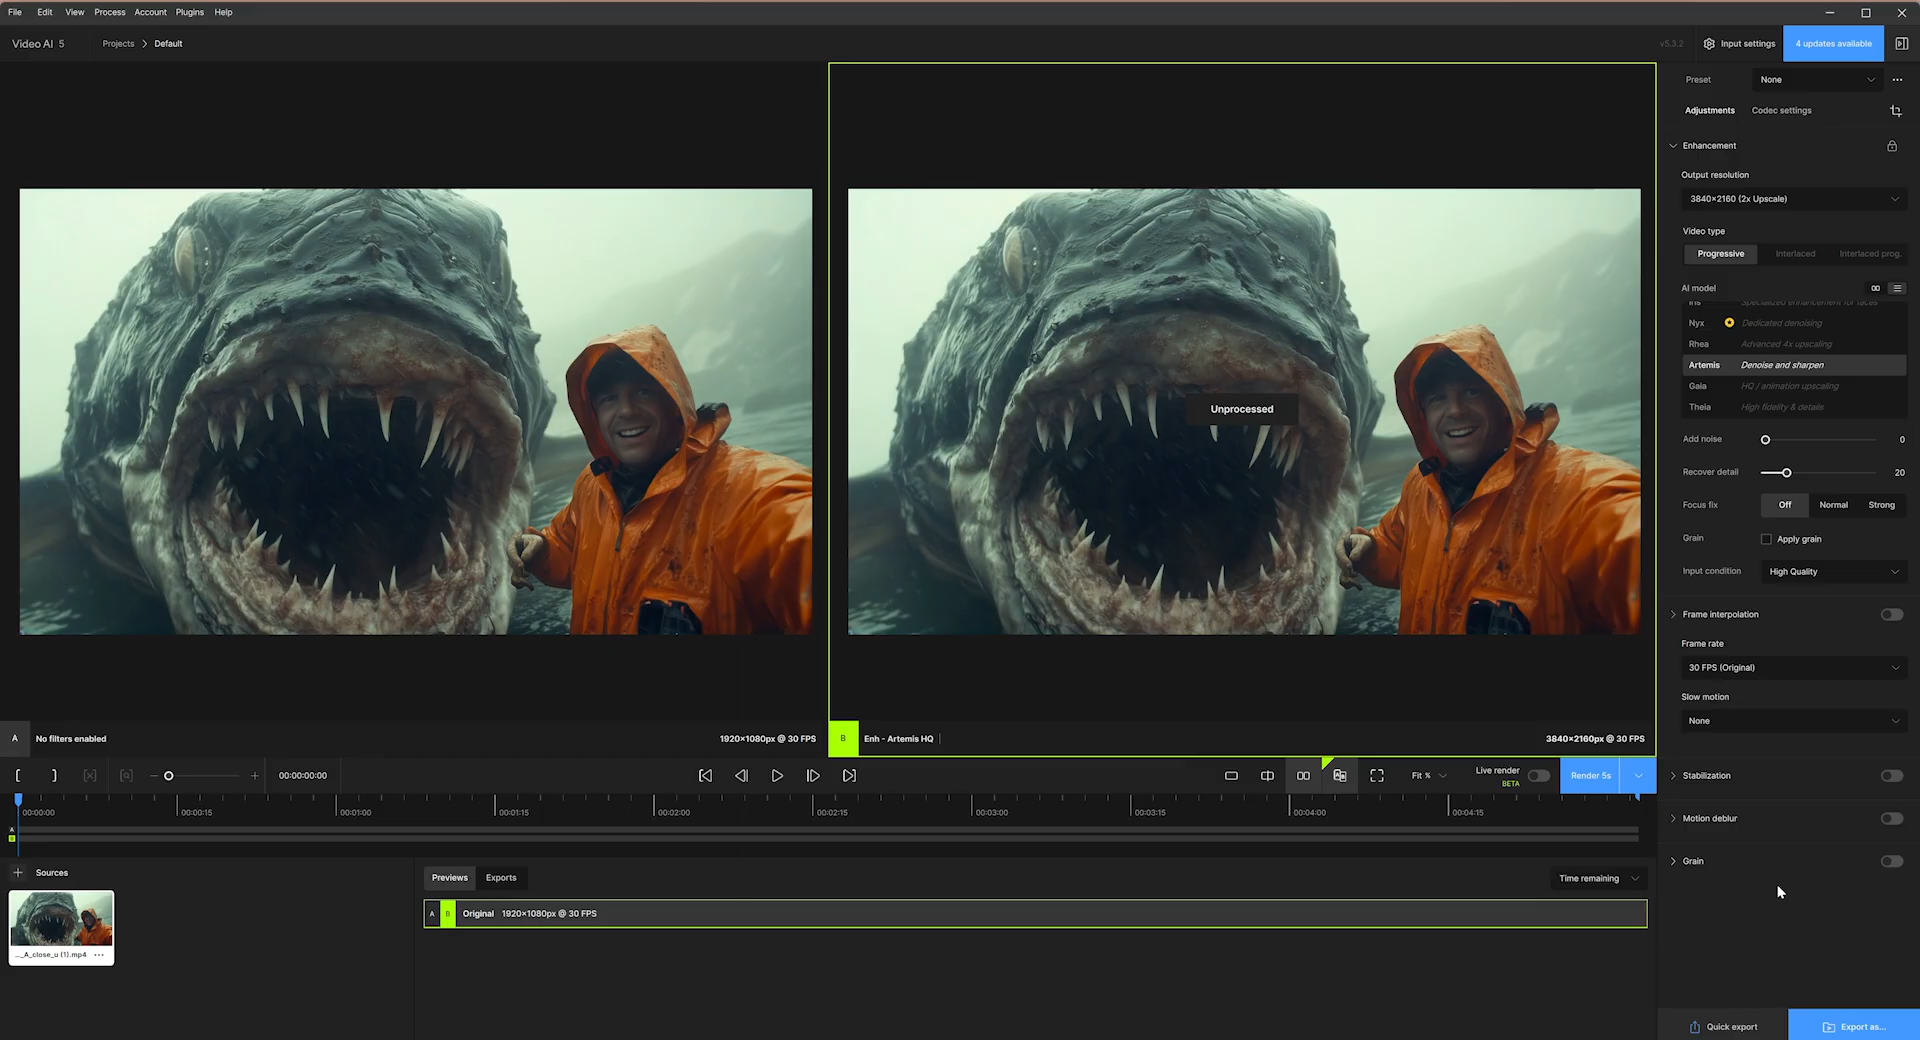 File Edit View Process Account Plugins Help
Video AI 5 Projects Default v5.3.2 Input settings 4 updates available
Preset None
Adjustments Codec settings
Enhancement
Output resolution
3840×2160 (2x Upscale)
Video type
Progressive Interlaced Interlaced prog.
AI model
Iris Specialized enhancement for faces
Nyx Dedicated denoising
Rhea Advanced 4x upscaling
Artemis Denoise and sharpen
Gaia HQ / animation upscaling
Theia High fidelity & details
Add noise 0
Recover detail 20
Focus fix Off Normal Strong
Grain Apply grain
Input condition High Quality
Frame interpolation
Frame rate
30 FPS (Original)
Slow motion
None
Stabilization
Motion deblur
Grain
Quick export Export as...
Unprocessed
A No filters enabled 1920×1080px @ 30 FPS
B Enh - Artemis HQ 3840×2160px @ 30 FPS
00:00:00:00 Fit % Live render BETA Render 5s
00:00:00 00:00:15 00:01:00 00:01:15 00:02:00 00:02:15 00:03:00 00:03:15 00:04:00 00:04:15
A
B
Sources
..._A_close_u (1).mp4 ...
Previews Exports Time remaining
A B Original 1920×1080px @ 30 FPS